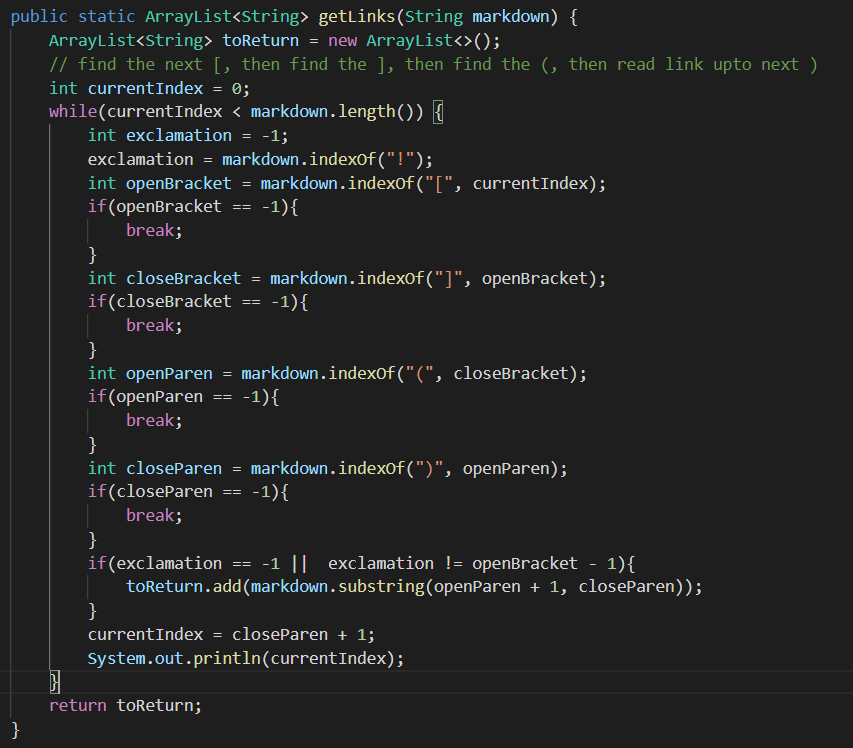 public static ArrayList<String> getLinks(String markdown) {
    ArrayList<String> toReturn = new ArrayList<>();
    // find the next [, then find the ], then find the (, then read link upto next )
    int currentIndex = 0;
    while(currentIndex < markdown.length()) {
        int exclamation = -1;
        exclamation = markdown.indexOf("!");
        int openBracket = markdown.indexOf("[", currentIndex);
        if(openBracket == -1){
            break;
        }
        int closeBracket = markdown.indexOf("]", openBracket);
        if(closeBracket == -1){
            break;
        }
        int openParen = markdown.indexOf("(", closeBracket);
        if(openParen == -1){
            break;
        }
        int closeParen = markdown.indexOf(")", openParen);
        if(closeParen == -1){
            break;
        }
        if(exclamation == -1 ||  exclamation != openBracket - 1){
            toReturn.add(markdown.substring(openParen + 1, closeParen));
        }
        currentIndex = closeParen + 1;
        System.out.println(currentIndex);
    }
    return toReturn;
}